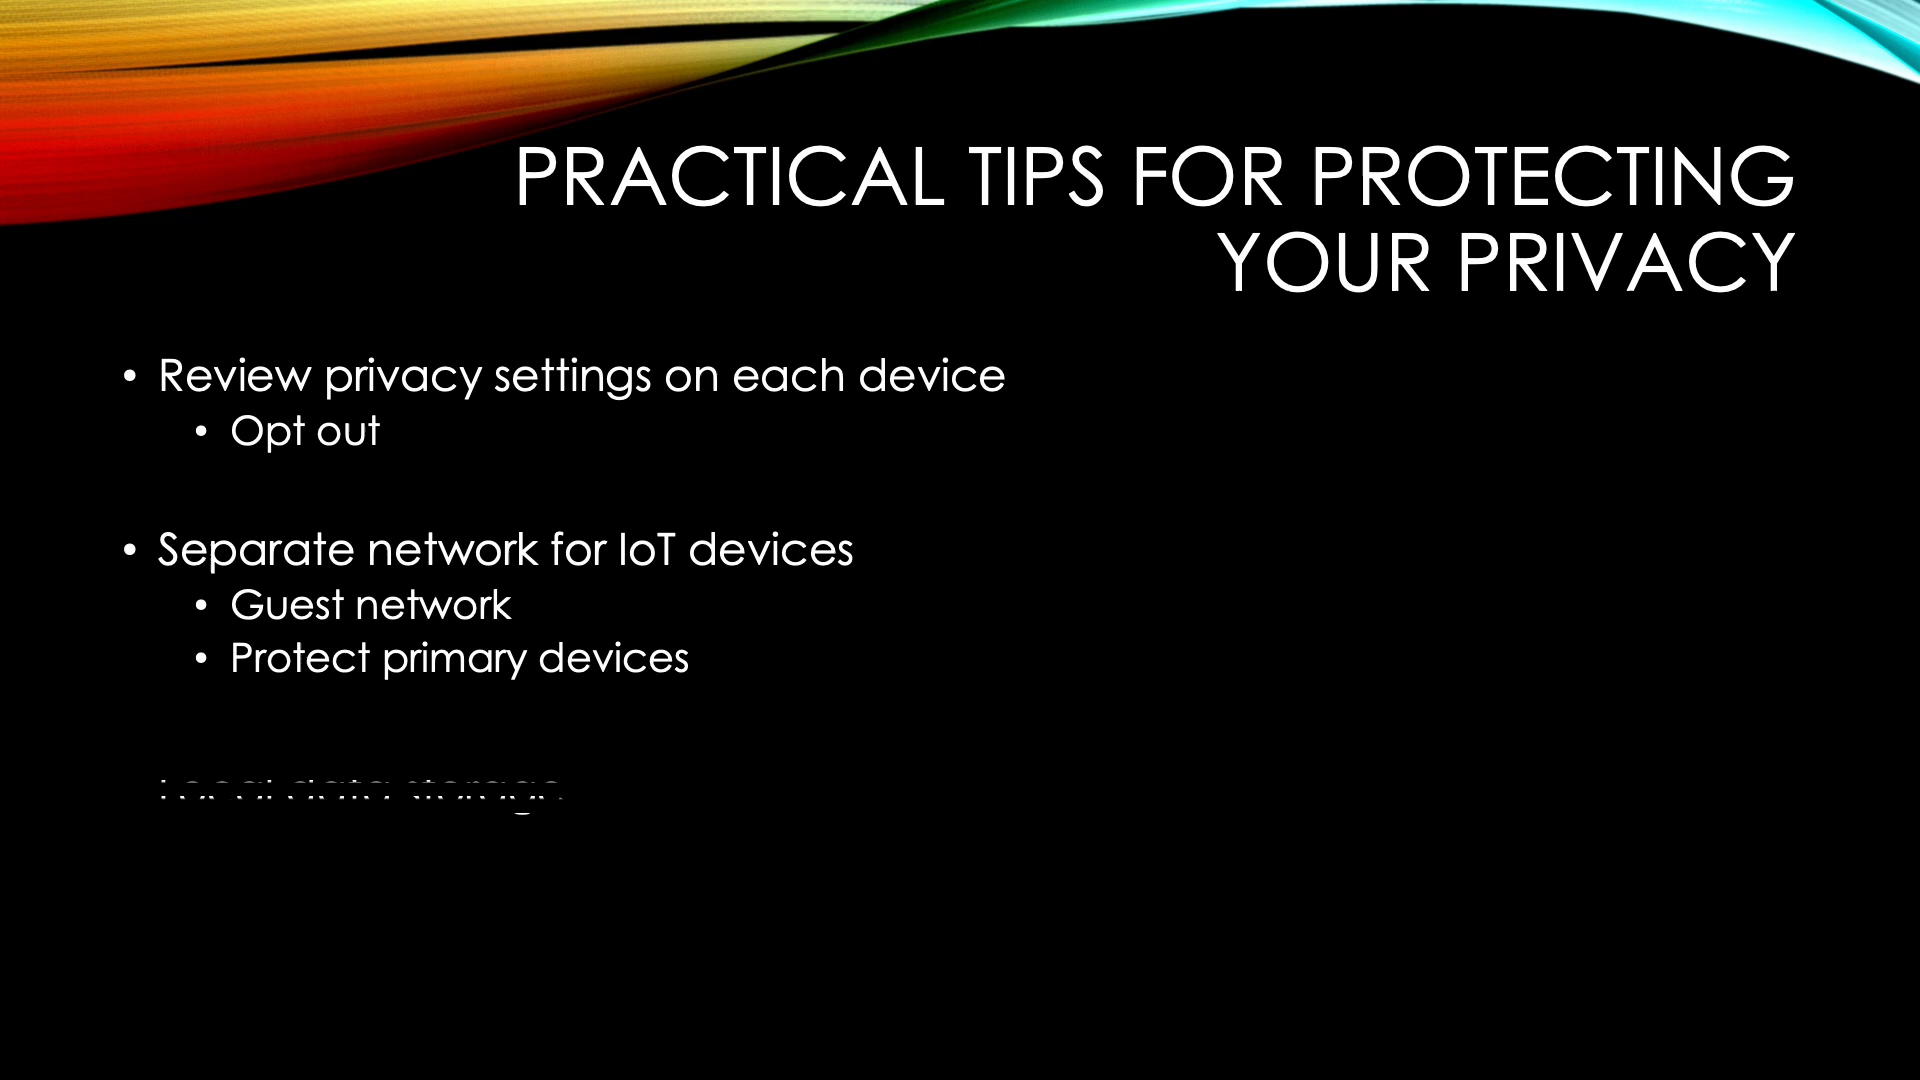 PRACTICAL TIPS FOR PROTECTING
YOUR PRIVACY
• Review privacy settings on each device
• Opt out
• Separate network for IoT devices
• Guest network
• Protect primary devices
Local data storage